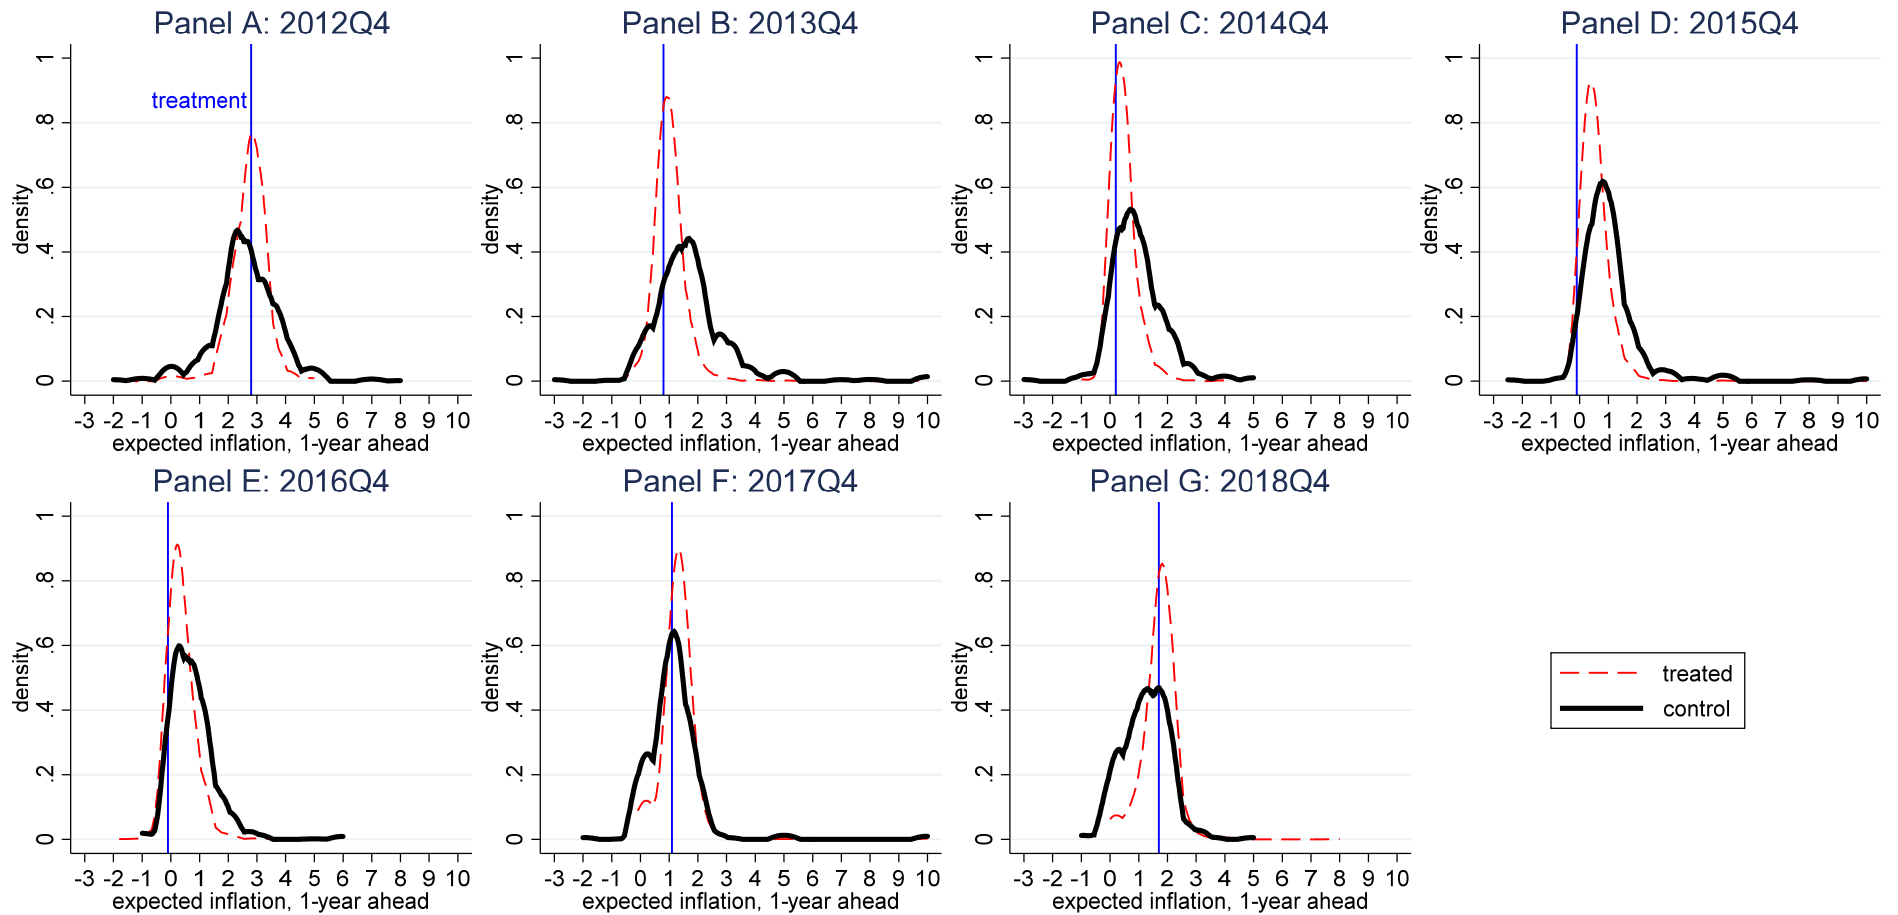 Panel A: 2012Q4
density
0 .2 .4 .6 .8 1
treatment
-3 -2 -1 0 1 2 3 4 5 6 7 8 9 10
expected inflation, 1-year ahead
Panel B: 2013Q4
density
0 .2 .4 .6 .8 1
-3 -2 -1 0 1 2 3 4 5 6 7 8 9 10
expected inflation, 1-year ahead
Panel C: 2014Q4
density
0 .2 .4 .6 .8 1
-3 -2 -1 0 1 2 3 4 5 6 7 8 9 10
expected inflation, 1-year ahead
Panel D: 2015Q4
density
0 .2 .4 .6 .8 1
-3 -2 -1 0 1 2 3 4 5 6 7 8 9 10
expected inflation, 1-year ahead
Panel E: 2016Q4
density
0 .2 .4 .6 .8 1
-3 -2 -1 0 1 2 3 4 5 6 7 8 9 10
expected inflation, 1-year ahead
Panel F: 2017Q4
density
0 .2 .4 .6 .8 1
-3 -2 -1 0 1 2 3 4 5 6 7 8 9 10
expected inflation, 1-year ahead
Panel G: 2018Q4
density
0 .2 .4 .6 .8 1
-3 -2 -1 0 1 2 3 4 5 6 7 8 9 10
expected inflation, 1-year ahead
treated
control